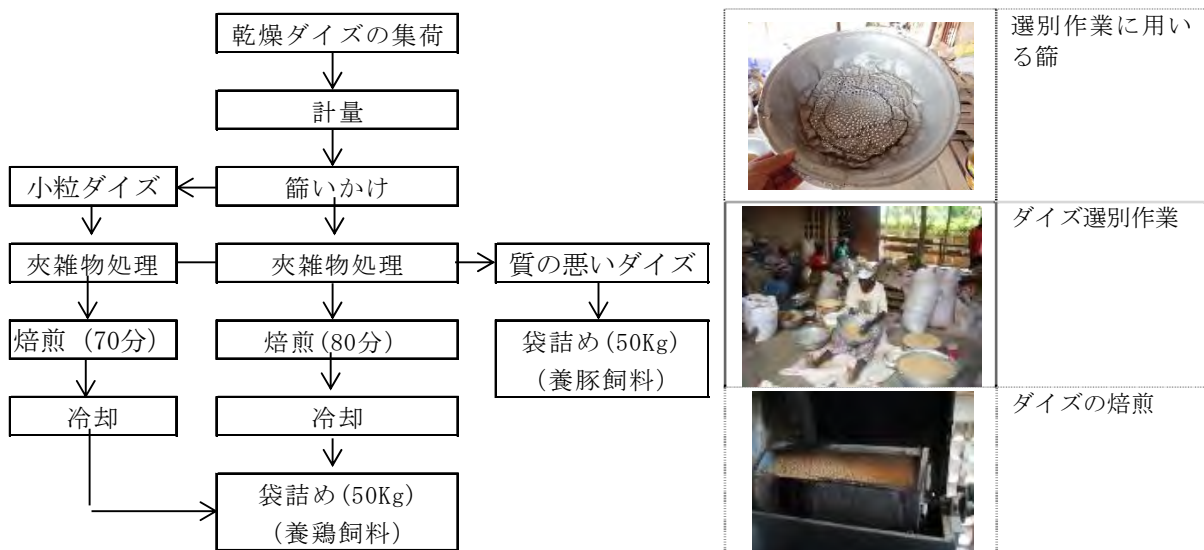 乾燥ダイズの集荷
計量
小粒ダイズ
篩いかけ
夾雑物処理
夾雑物処理
質の悪いダイズ
焙煎 (70分)
焙煎(80分)
袋詰め(50Kg)
(養豚飼料)
冷却
冷却
袋詰め(50Kg)
(養鶏飼料)
選別作業に用い
る篩
ダイズ選別作業
ダイズの焙煎